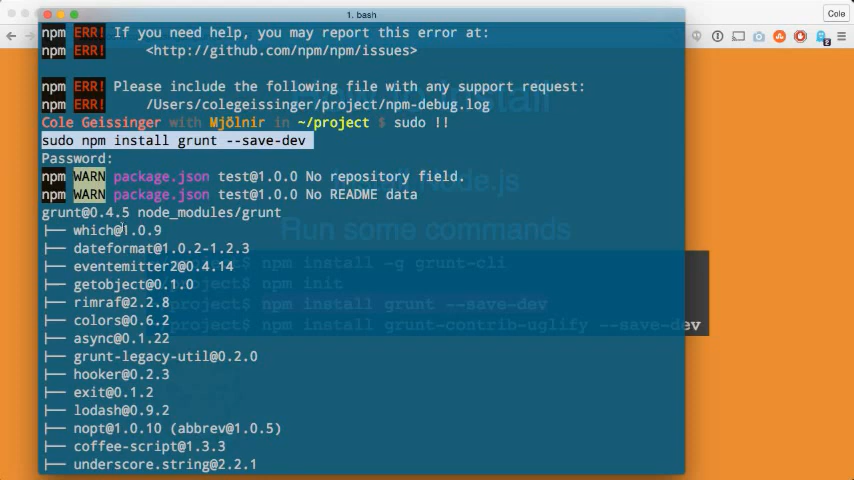 1. bash
Cole
npm ERR! If you need help, you may report this error at:
npm ERR!     <http://github.com/npm/npm/issues>
npm ERR! Please include the following file with any support request:
npm ERR!     /Users/colegeissinger/project/npm-debug.log
Cole Geissinger with Mjölnir in ~/project $ sudo !!
sudo npm install grunt --save-dev
Password:
npm WARN package.json test@1.0.0 No repository field.
npm WARN package.json test@1.0.0 No README data
grunt@0.4.5 node_modules/grunt
├── which@1.0.9
├── dateformat@1.0.2-1.2.3
├── eventemitter2@0.4.14
├── getobject@0.1.0
├── rimraf@2.2.8
├── colors@0.6.2
├── async@0.1.22
├── grunt-legacy-util@0.2.0
├── hooker@0.2.3
├── exit@0.1.2
├── lodash@0.9.2
├── nopt@1.0.10 (abbrev@1.0.5)
├── coffee-script@1.3.3
├── underscore.string@2.2.1
install
Node.js
Run some commands
project$ npm install -g grunt-cli
project$ npm init
project$ npm install grunt --save-dev
project$ npm install grunt-contrib-uglify --save-dev